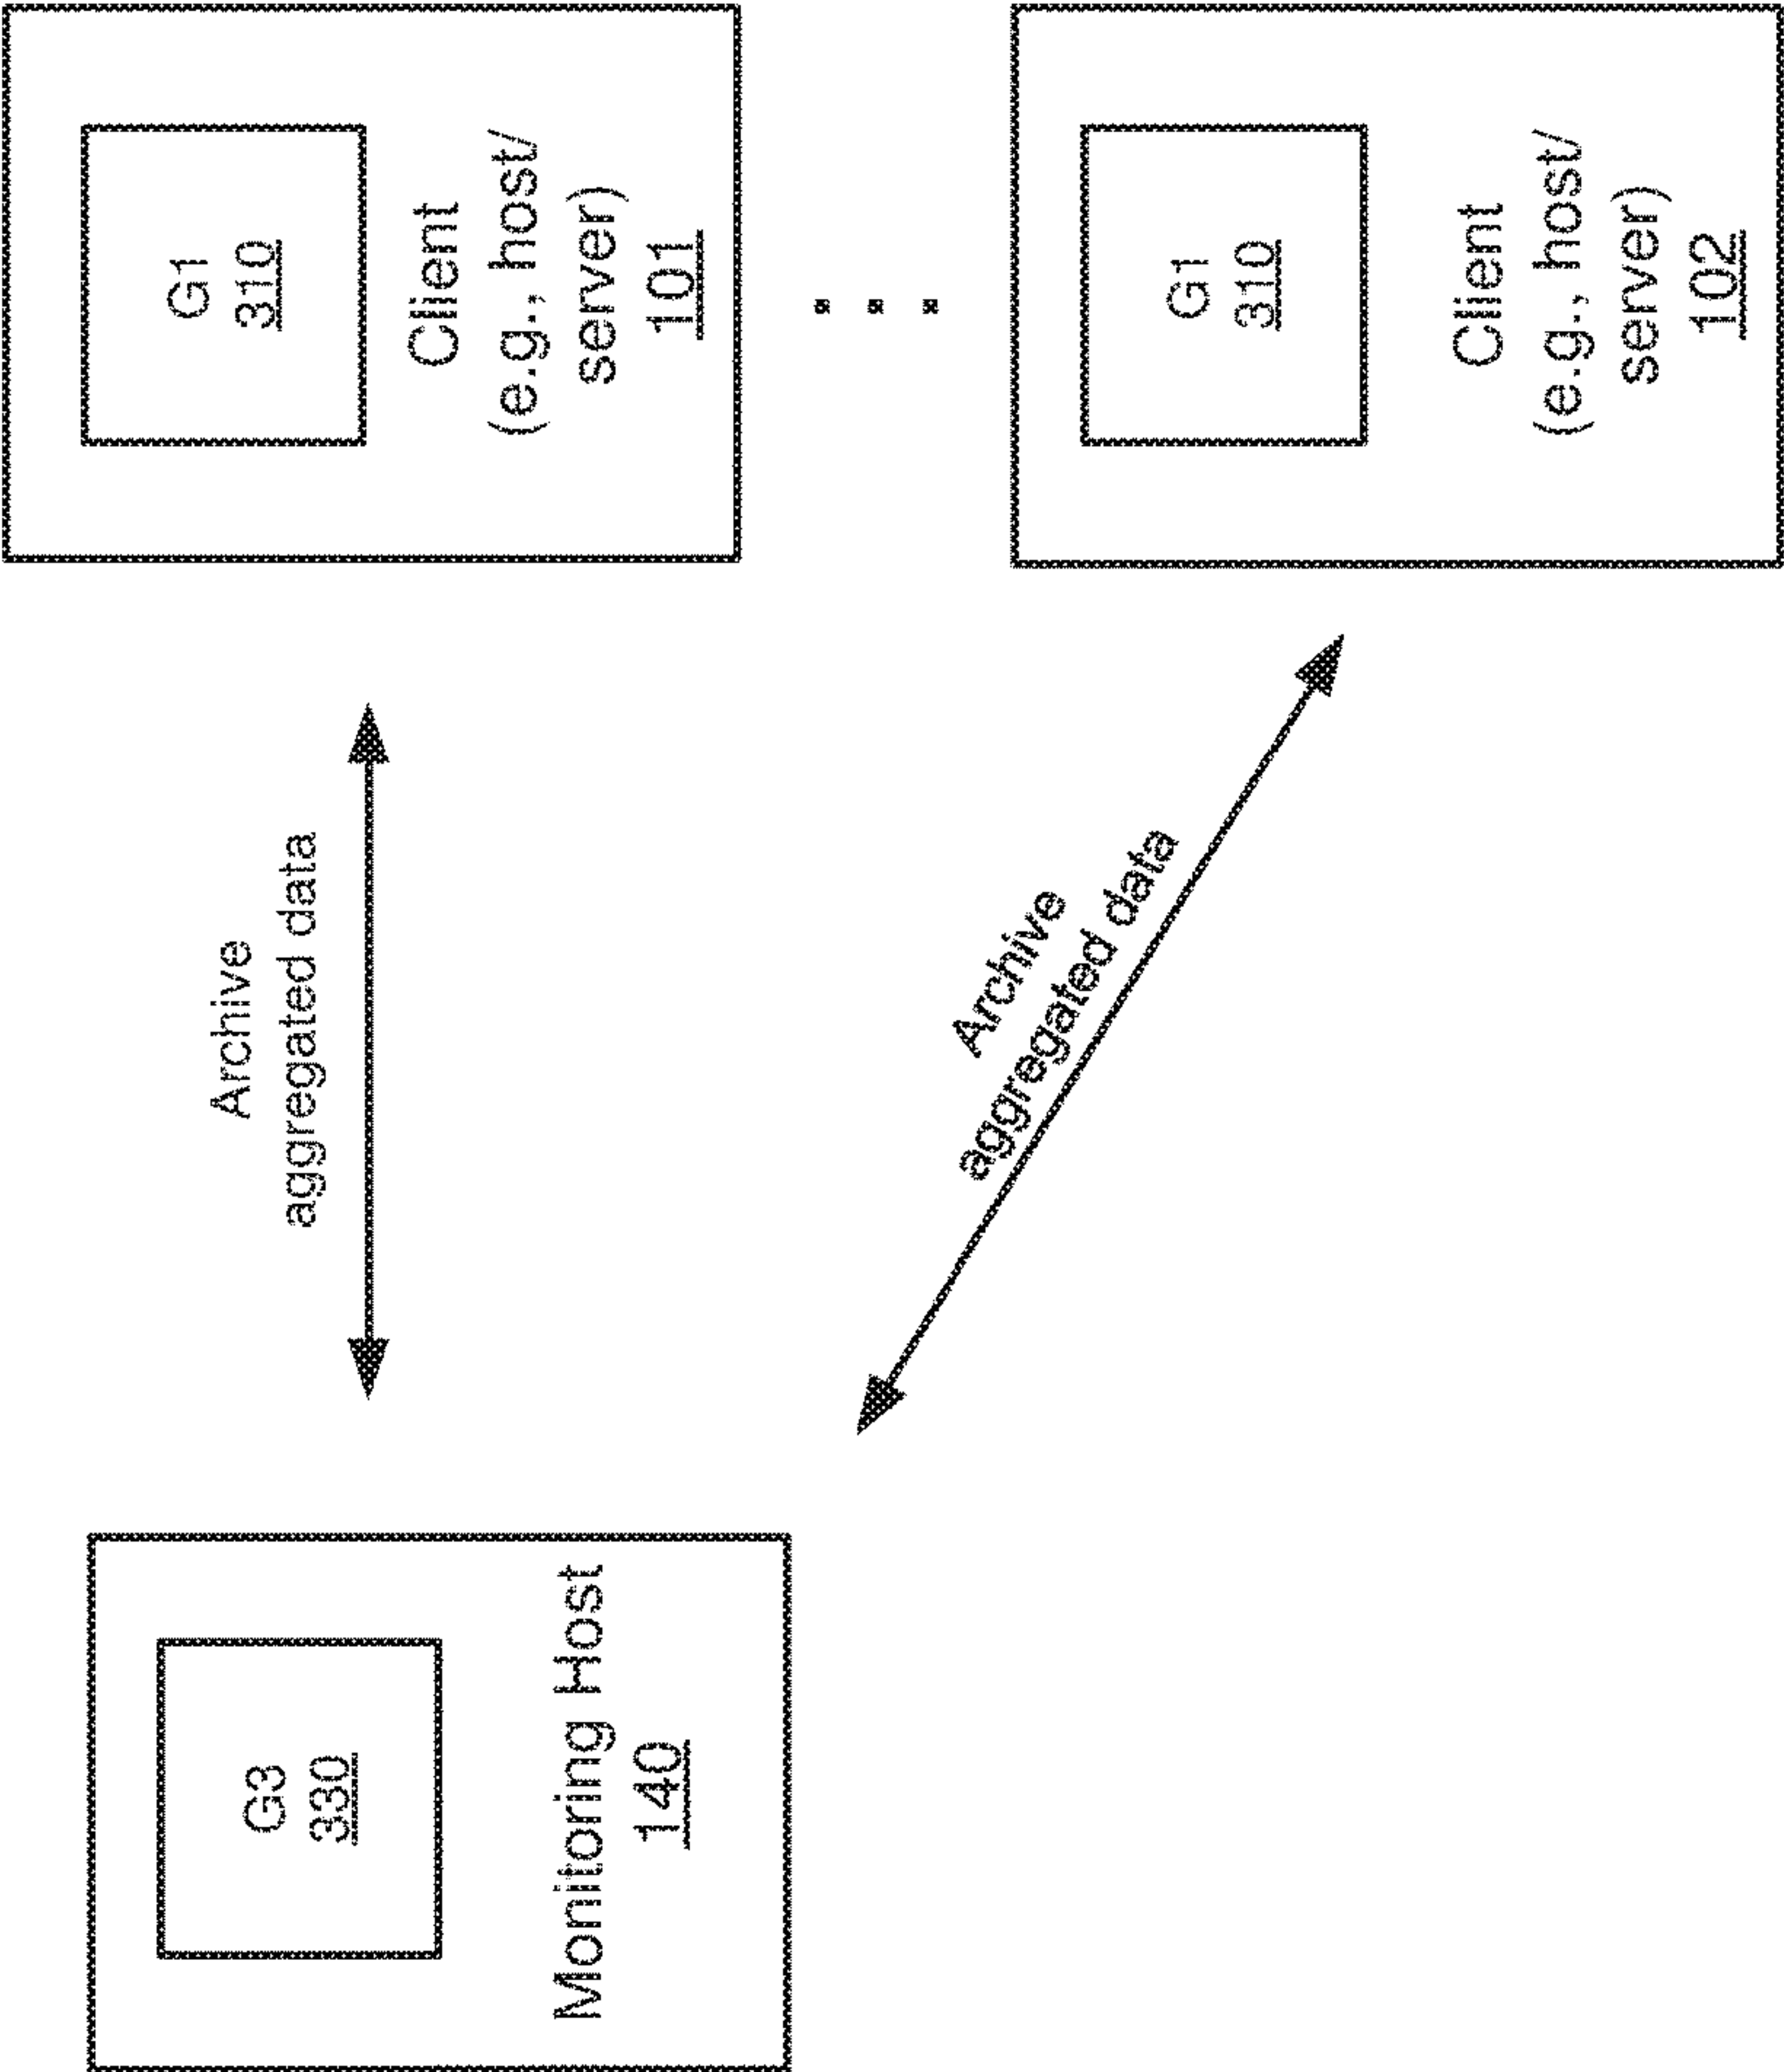 G3
330
Monitoring Host
140
Archive
aggregated data
Archive
aggregated data
G1
310
Client
(e.g., host/
server)
101
G1
310
Client
(e.g., host/
server)
102